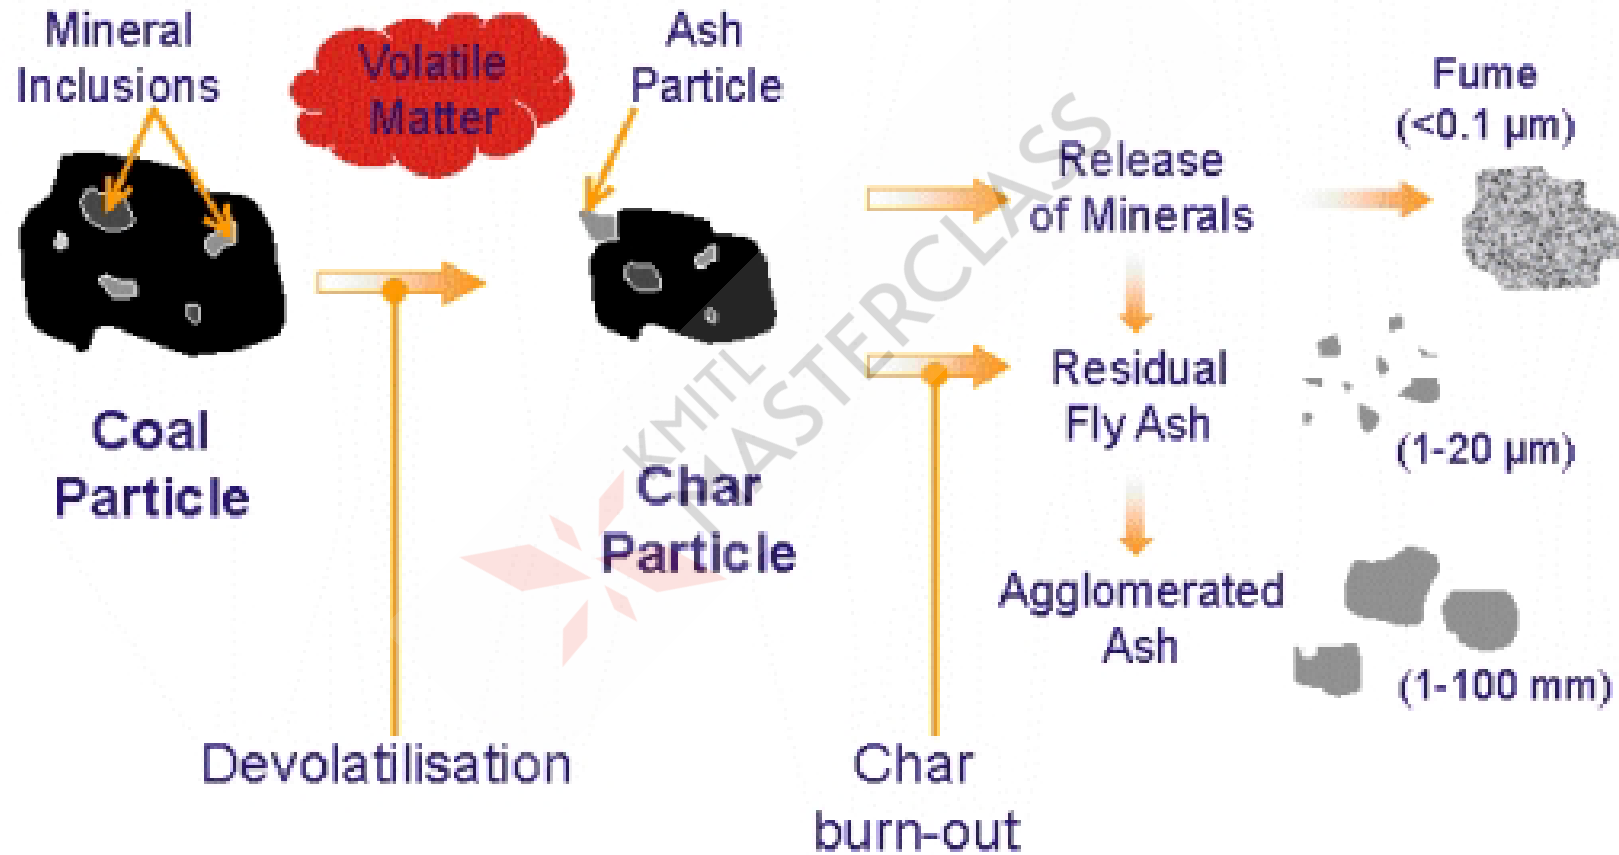 Mineral
Inclusions
Volatile
Matter
Ash
Particle
Fume
(<0.1 µm)
Release
of Minerals
Coal
Particle
Char
Particle
Residual
Fly Ash
(1-20 µm)
Agglomerated
Ash
(1-100 mm)
Devolatilisation
Char
burn-out
KMITL
MASTERCLASS